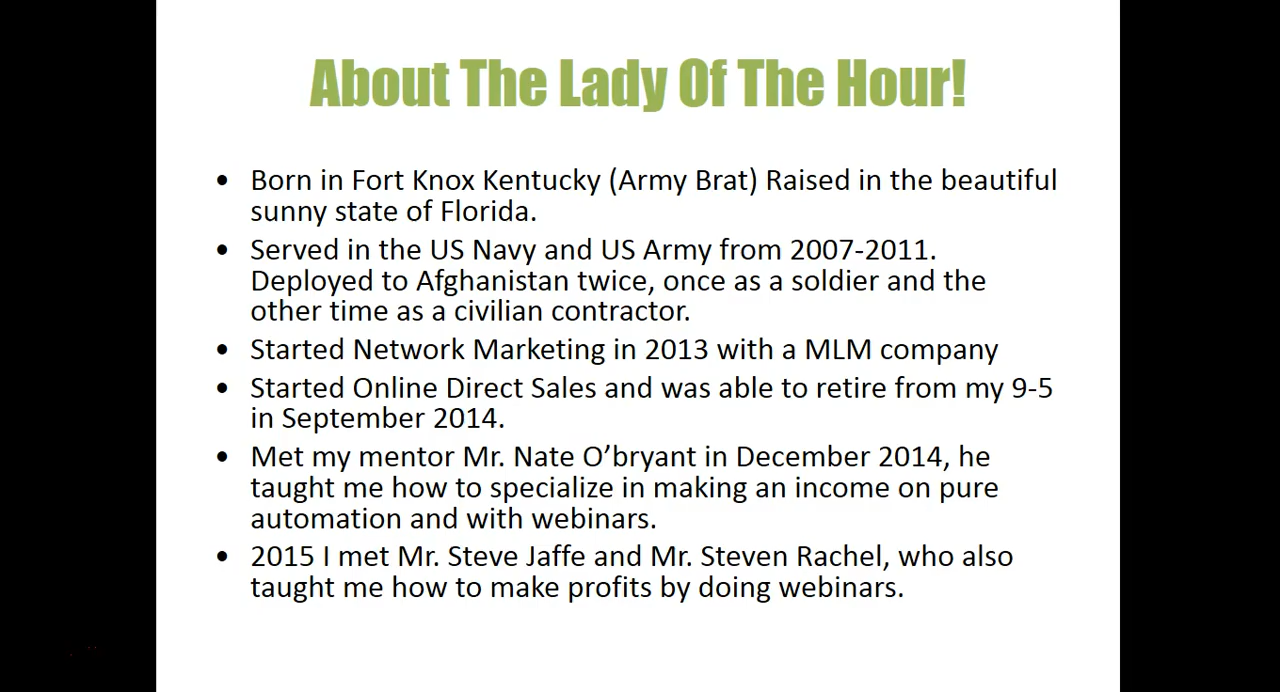 About The Lady Of The Hour!
• Born in Fort Knox Kentucky (Army Brat) Raised in the beautiful
sunny state of Florida.
• Served in the US Navy and US Army from 2007-2011.
Deployed to Afghanistan twice, once as a soldier and the
other time as a civilian contractor.
• Started Network Marketing in 2013 with a MLM company
• Started Online Direct Sales and was able to retire from my 9-5
in September 2014.
• Met my mentor Mr. Nate O’bryant in December 2014, he
taught me how to specialize in making an income on pure
automation and with webinars.
• 2015 I met Mr. Steve Jaffe and Mr. Steven Rachel, who also
taught me how to make profits by doing webinars.